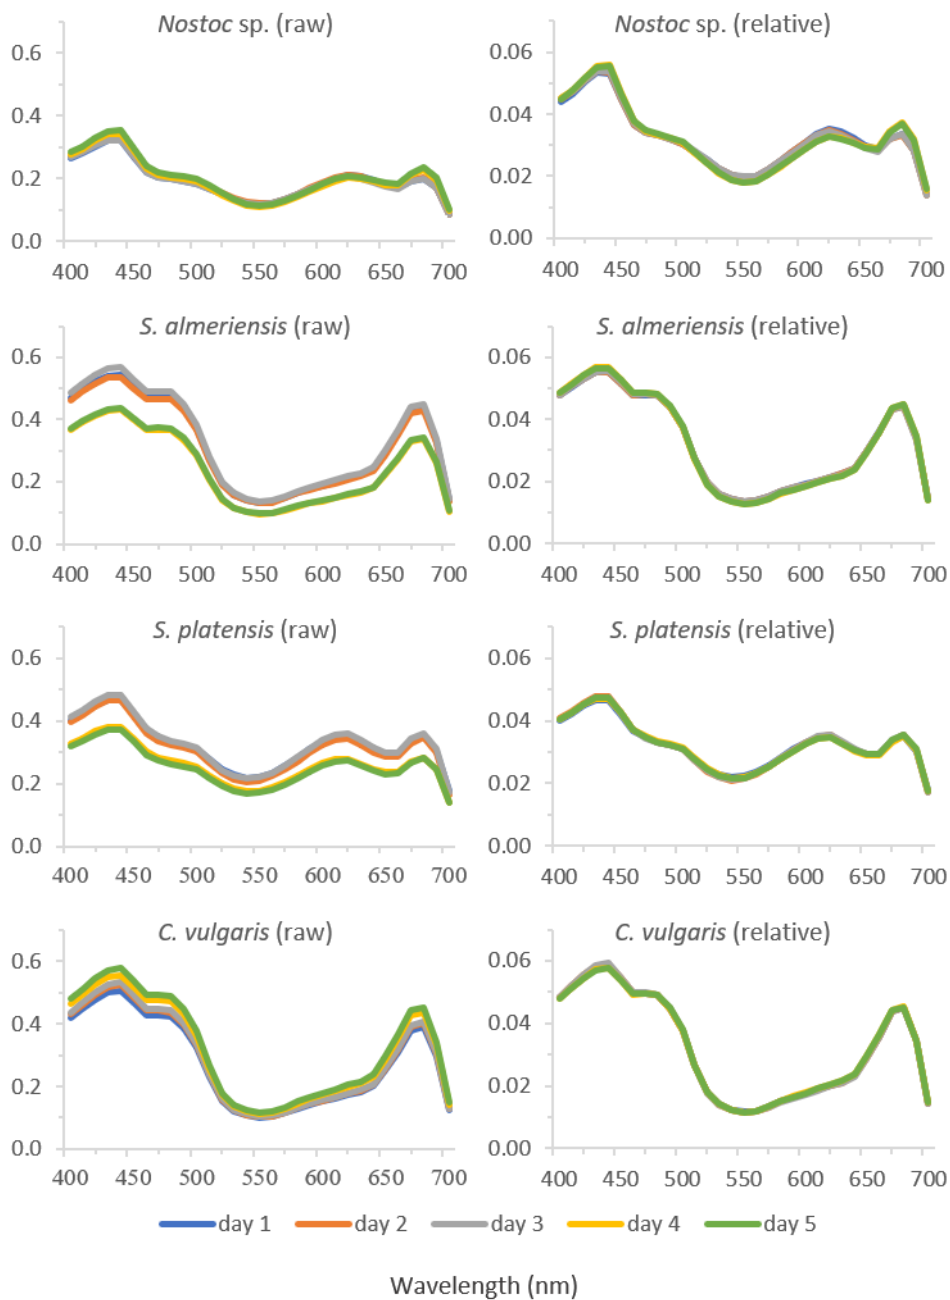 Nostoc sp. (raw)
0.6
0.4
0.2
0.0
400 450 500 550 600 650 700
Nostoc sp. (relative)
0.06
0.04
0.02
0.00
400 450 500 550 600 650 700
S. almeriensis (raw)
0.6
0.4
0.2
0.0
400 450 500 550 600 650 700
S. almeriensis (relative)
0.06
0.04
0.02
0.00
400 450 500 550 600 650 700
S. platensis (raw)
0.6
0.4
0.2
0.0
400 450 500 550 600 650 700
S. platensis (relative)
0.06
0.04
0.02
0.00
400 450 500 550 600 650 700
C. vulgaris (raw)
0.6
0.4
0.2
0.0
400 450 500 550 600 650 700
C. vulgaris (relative)
0.06
0.04
0.02
0.00
400 450 500 550 600 650 700
day 1 day 2 day 3 day 4 day 5
Wavelength (nm)